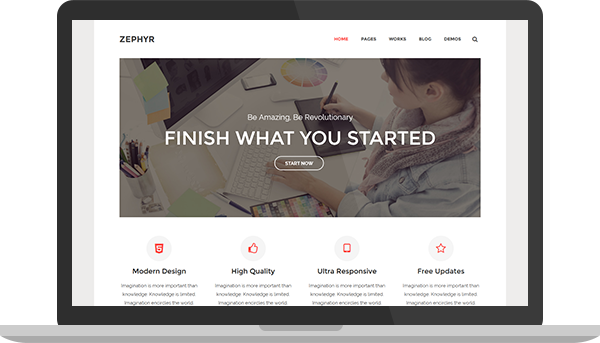 ZEPHYR
HOME PAGES WORKS BLOG DEMOS
Be Amazing, Be Revolutionary
FINISH WHAT YOU STARTED
START NOW
Modern Design
Imagination is more important than
knowledge. Knowledge is limited.
Imagination encircles the world.
High Quality
Imagination is more important than
knowledge. Knowledge is limited.
Imagination encircles the world.
Ultra Responsive
Imagination is more important than
knowledge. Knowledge is limited.
Imagination encircles the world.
Free Updates
Imagination is more important than
knowledge. Knowledge is limited.
Imagination encircles the world.